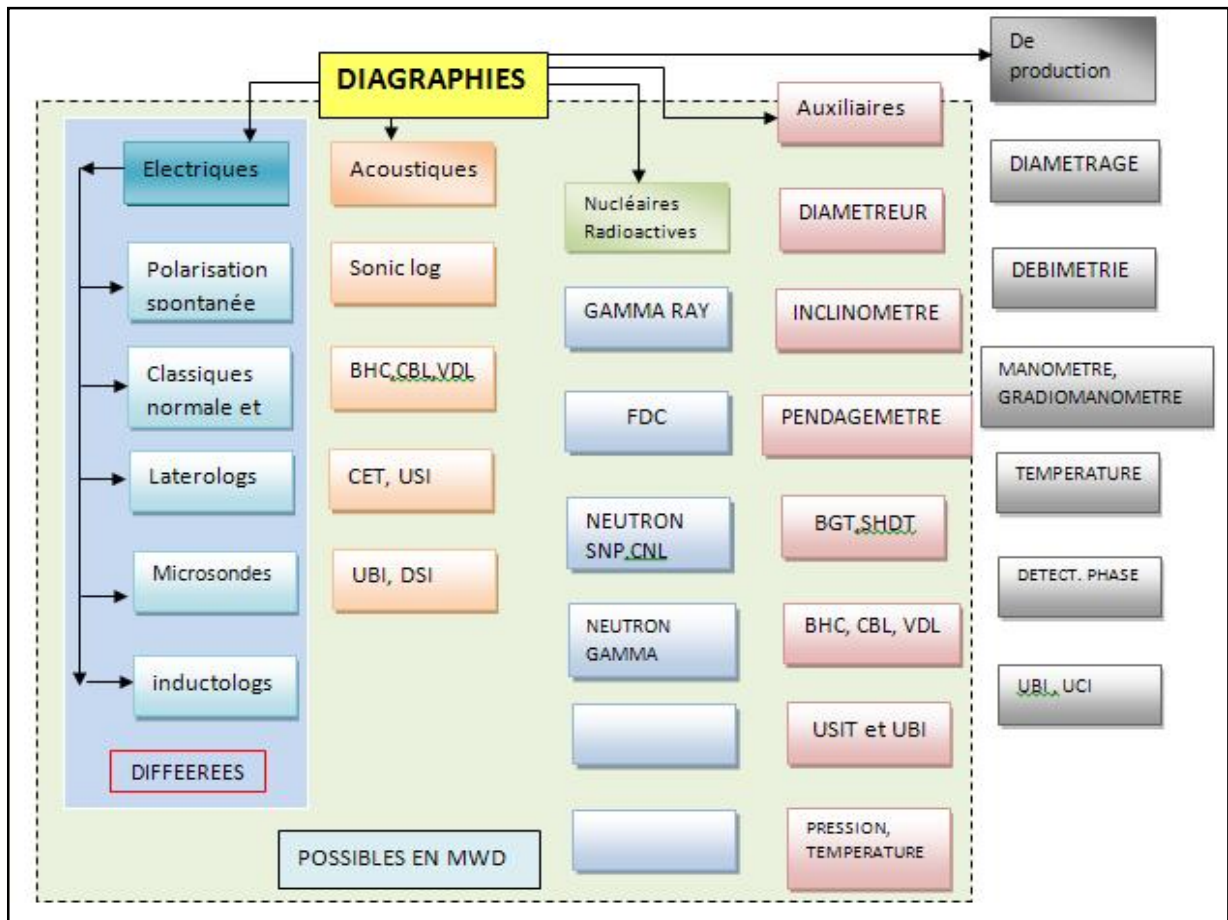 DIAGRAPHIES
De
production
Electriques
Polarisation
spontanée
Classiques
normale et
Laterologs
Microsondes
inductologs
DIFFEEREES
Acoustiques
Sonic log
BHC,CBL,VDL
CET, USI
UBI, DSI
POSSIBLES EN MWD
Nucléaires
Radioactives
GAMMA RAY
FDC
NEUTRON
SNP,CNL
NEUTRON
GAMMA
Auxiliaires
DIAMETREUR
INCLINOMETRE
PENDAGEMÈTRE
BGT,SHDT
BHC, CBL, VDL
USIT et UBI
PRESSION,
TEMPERATURE
DIAMETRAGE
DEBIMETRIE
MANOMETRE,
GRADIOMANOMETRE
TEMPERATURE
DETECT. PHASE
UBI , UCI